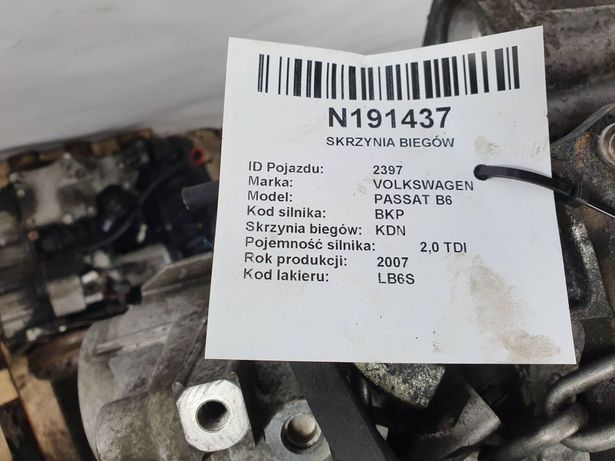 N191437
SKRZYNIA BIEGÓW
ID Pojazdu: 2397
Marka: VOLKSWAGEN
Model: PASSAT B6
Kod silnika: BKP
Skrzynia biegów: KDN
Pojemność silnika: 2,0 TDI
Rok produkcji: 2007
Kod lakieru: LB6S